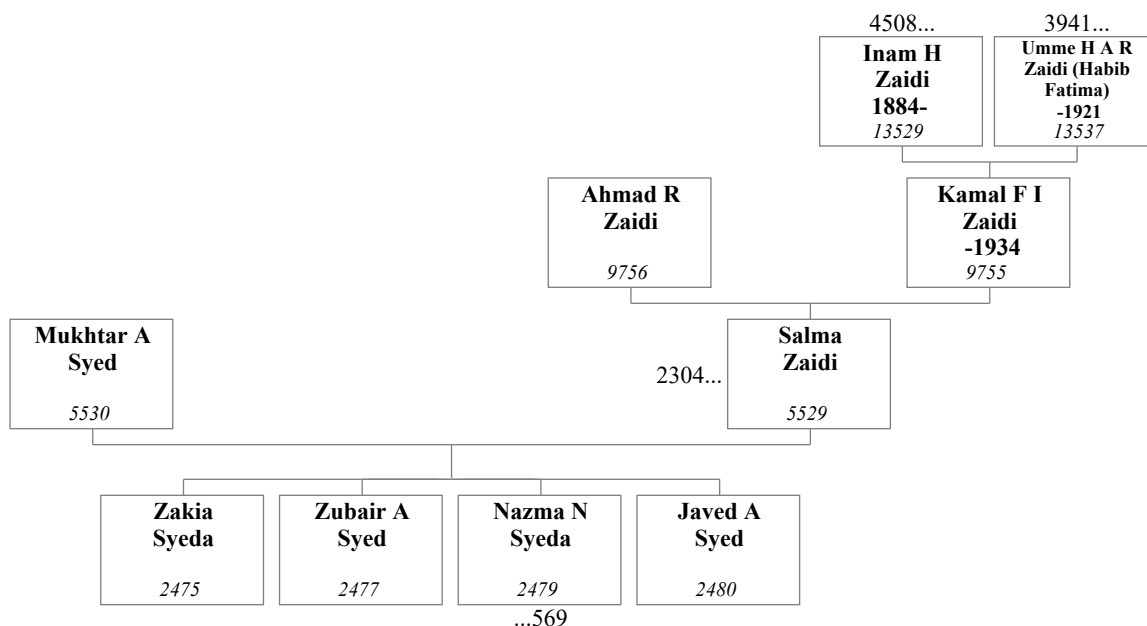 4508...
3941...
Inam H
Zaidi
1884-
13529
Umme H A R
Zaidi (Habib
Fatima)
-1921
13537
Ahmad R
Zaidi
9756
Kamal F I
Zaidi
-1934
9755
Mukhtar A
Syed
5530
2304...
Salma
Zaidi
5529
Zakia
Syeda
2475
Zubair A
Syed
2477
Nazma N
Syeda
2479
Javed A
Syed
2480
...569